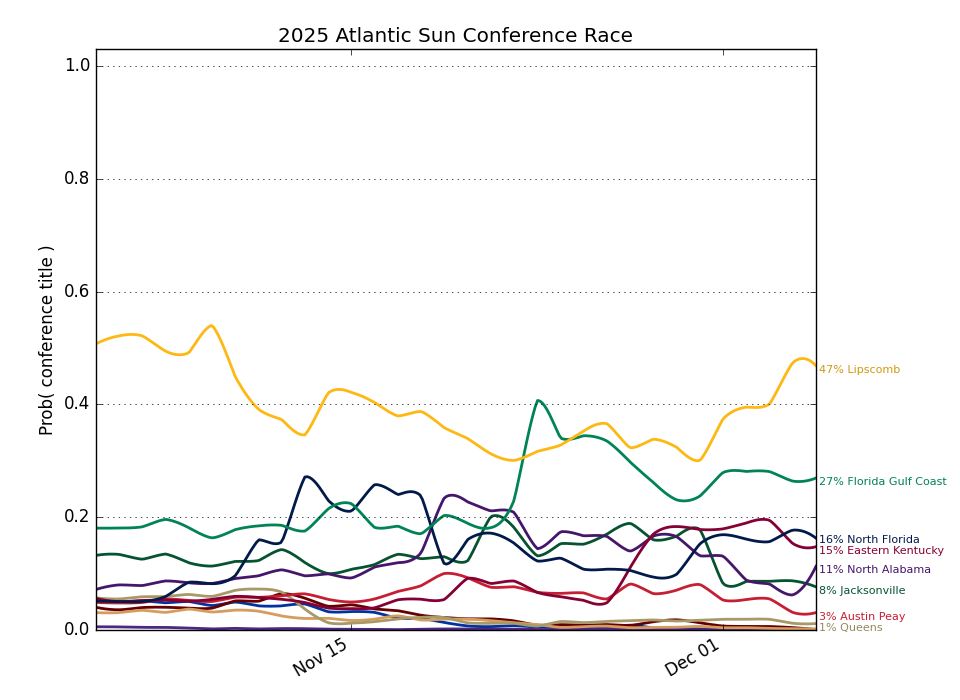 2025 Atlantic Sun Conference Race
1.0
0.8
0.6
0.4
0.2
0.0
Prob( conference title )
Nov 15
Dec 01
47% Lipscomb
27% Florida Gulf Coast
16% North Florida
15% Eastern Kentucky
11% North Alabama
8% Jacksonville
3% Austin Peay
1% Queens